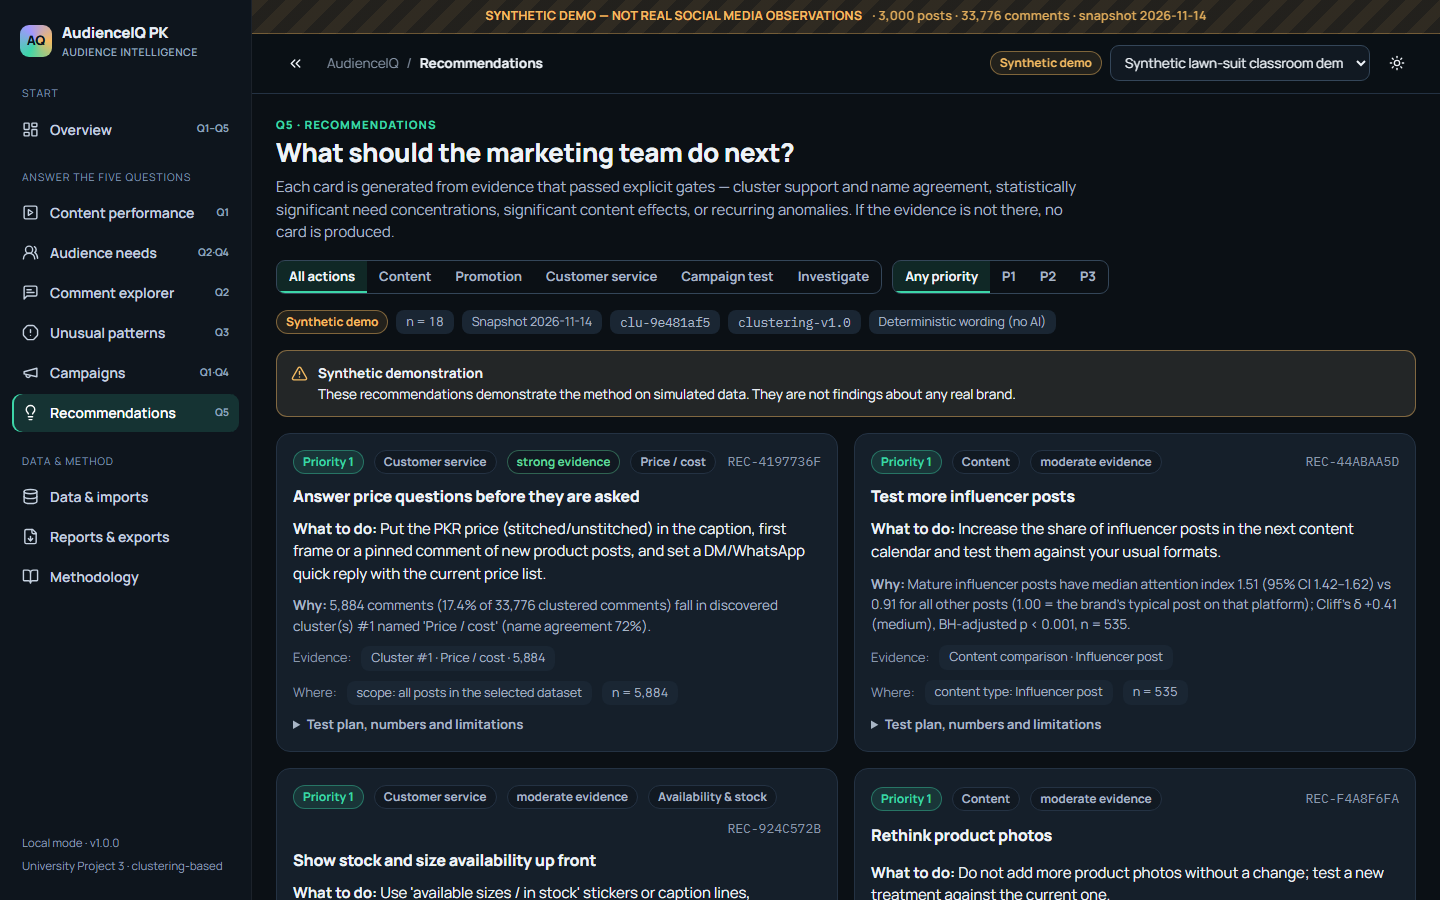 AQ
AudienceIQ PK
AUDIENCE INTELLIGENCE
START
Overview Q1–Q5
ANSWER THE FIVE QUESTIONS
Content performance Q1
Audience needs Q2·Q4
Comment explorer Q2
Unusual patterns Q3
Campaigns Q1·Q4
Recommendations Q5
DATA & METHOD
Data & imports
Reports & exports
Methodology
Local mode · v1.0.0
University Project 3 · clustering-based
SYNTHETIC DEMO — NOT REAL SOCIAL MEDIA OBSERVATIONS · 3,000 posts · 33,776 comments · snapshot 2026-11-14
« AudienceIQ / Recommendations
Synthetic demo Synthetic lawn-suit classroom dem
Q5 · RECOMMENDATIONS
What should the marketing team do next?
Each card is generated from evidence that passed explicit gates — cluster support and name agreement, statistically
significant need concentrations, significant content effects, or recurring anomalies. If the evidence is not there, no
card is produced.
All actions Content Promotion Customer service Campaign test Investigate Any priority P1 P2 P3
Synthetic demo n = 18 Snapshot 2026-11-14 clu-9e481af5 clustering-v1.0 Deterministic wording (no AI)
Synthetic demonstration
These recommendations demonstrate the method on simulated data. They are not findings about any real brand.
Priority 1 Customer service strong evidence Price / cost REC-4197736F
Answer price questions before they are asked
What to do: Put the PKR price (stitched/unstitched) in the caption, first
frame or a pinned comment of new product posts, and set a DM/WhatsApp
quick reply with the current price list.
Why: 5,884 comments (17.4% of 33,776 clustered comments) fall in discovered
cluster(s) #1 named 'Price / cost' (name agreement 72%).
Evidence: Cluster #1 · Price / cost · 5,884
Where: scope: all posts in the selected dataset n = 5,884
▶ Test plan, numbers and limitations
Priority 1 Content moderate evidence REC-44ABAA5D
Test more influencer posts
What to do: Increase the share of influencer posts in the next content
calendar and test them against your usual formats.
Why: Mature influencer posts have median attention index 1.51 (95% CI 1.42–1.62) vs
0.91 for all other posts (1.00 = the brand's typical post on that platform); Cliff's δ +0.41
(medium), BH-adjusted p < 0.001, n = 535.
Evidence: Content comparison · Influencer post
Where: content type: Influencer post n = 535
▶ Test plan, numbers and limitations
Priority 1 Customer service moderate evidence Availability & stock
REC-924C572B
Show stock and size availability up front
What to do: Use 'available sizes / in stock' stickers or caption lines,
Priority 1 Content moderate evidence REC-F4A8F6FA
Rethink product photos
What to do: Do not add more product photos without a change; test a new
treatment against the current one.